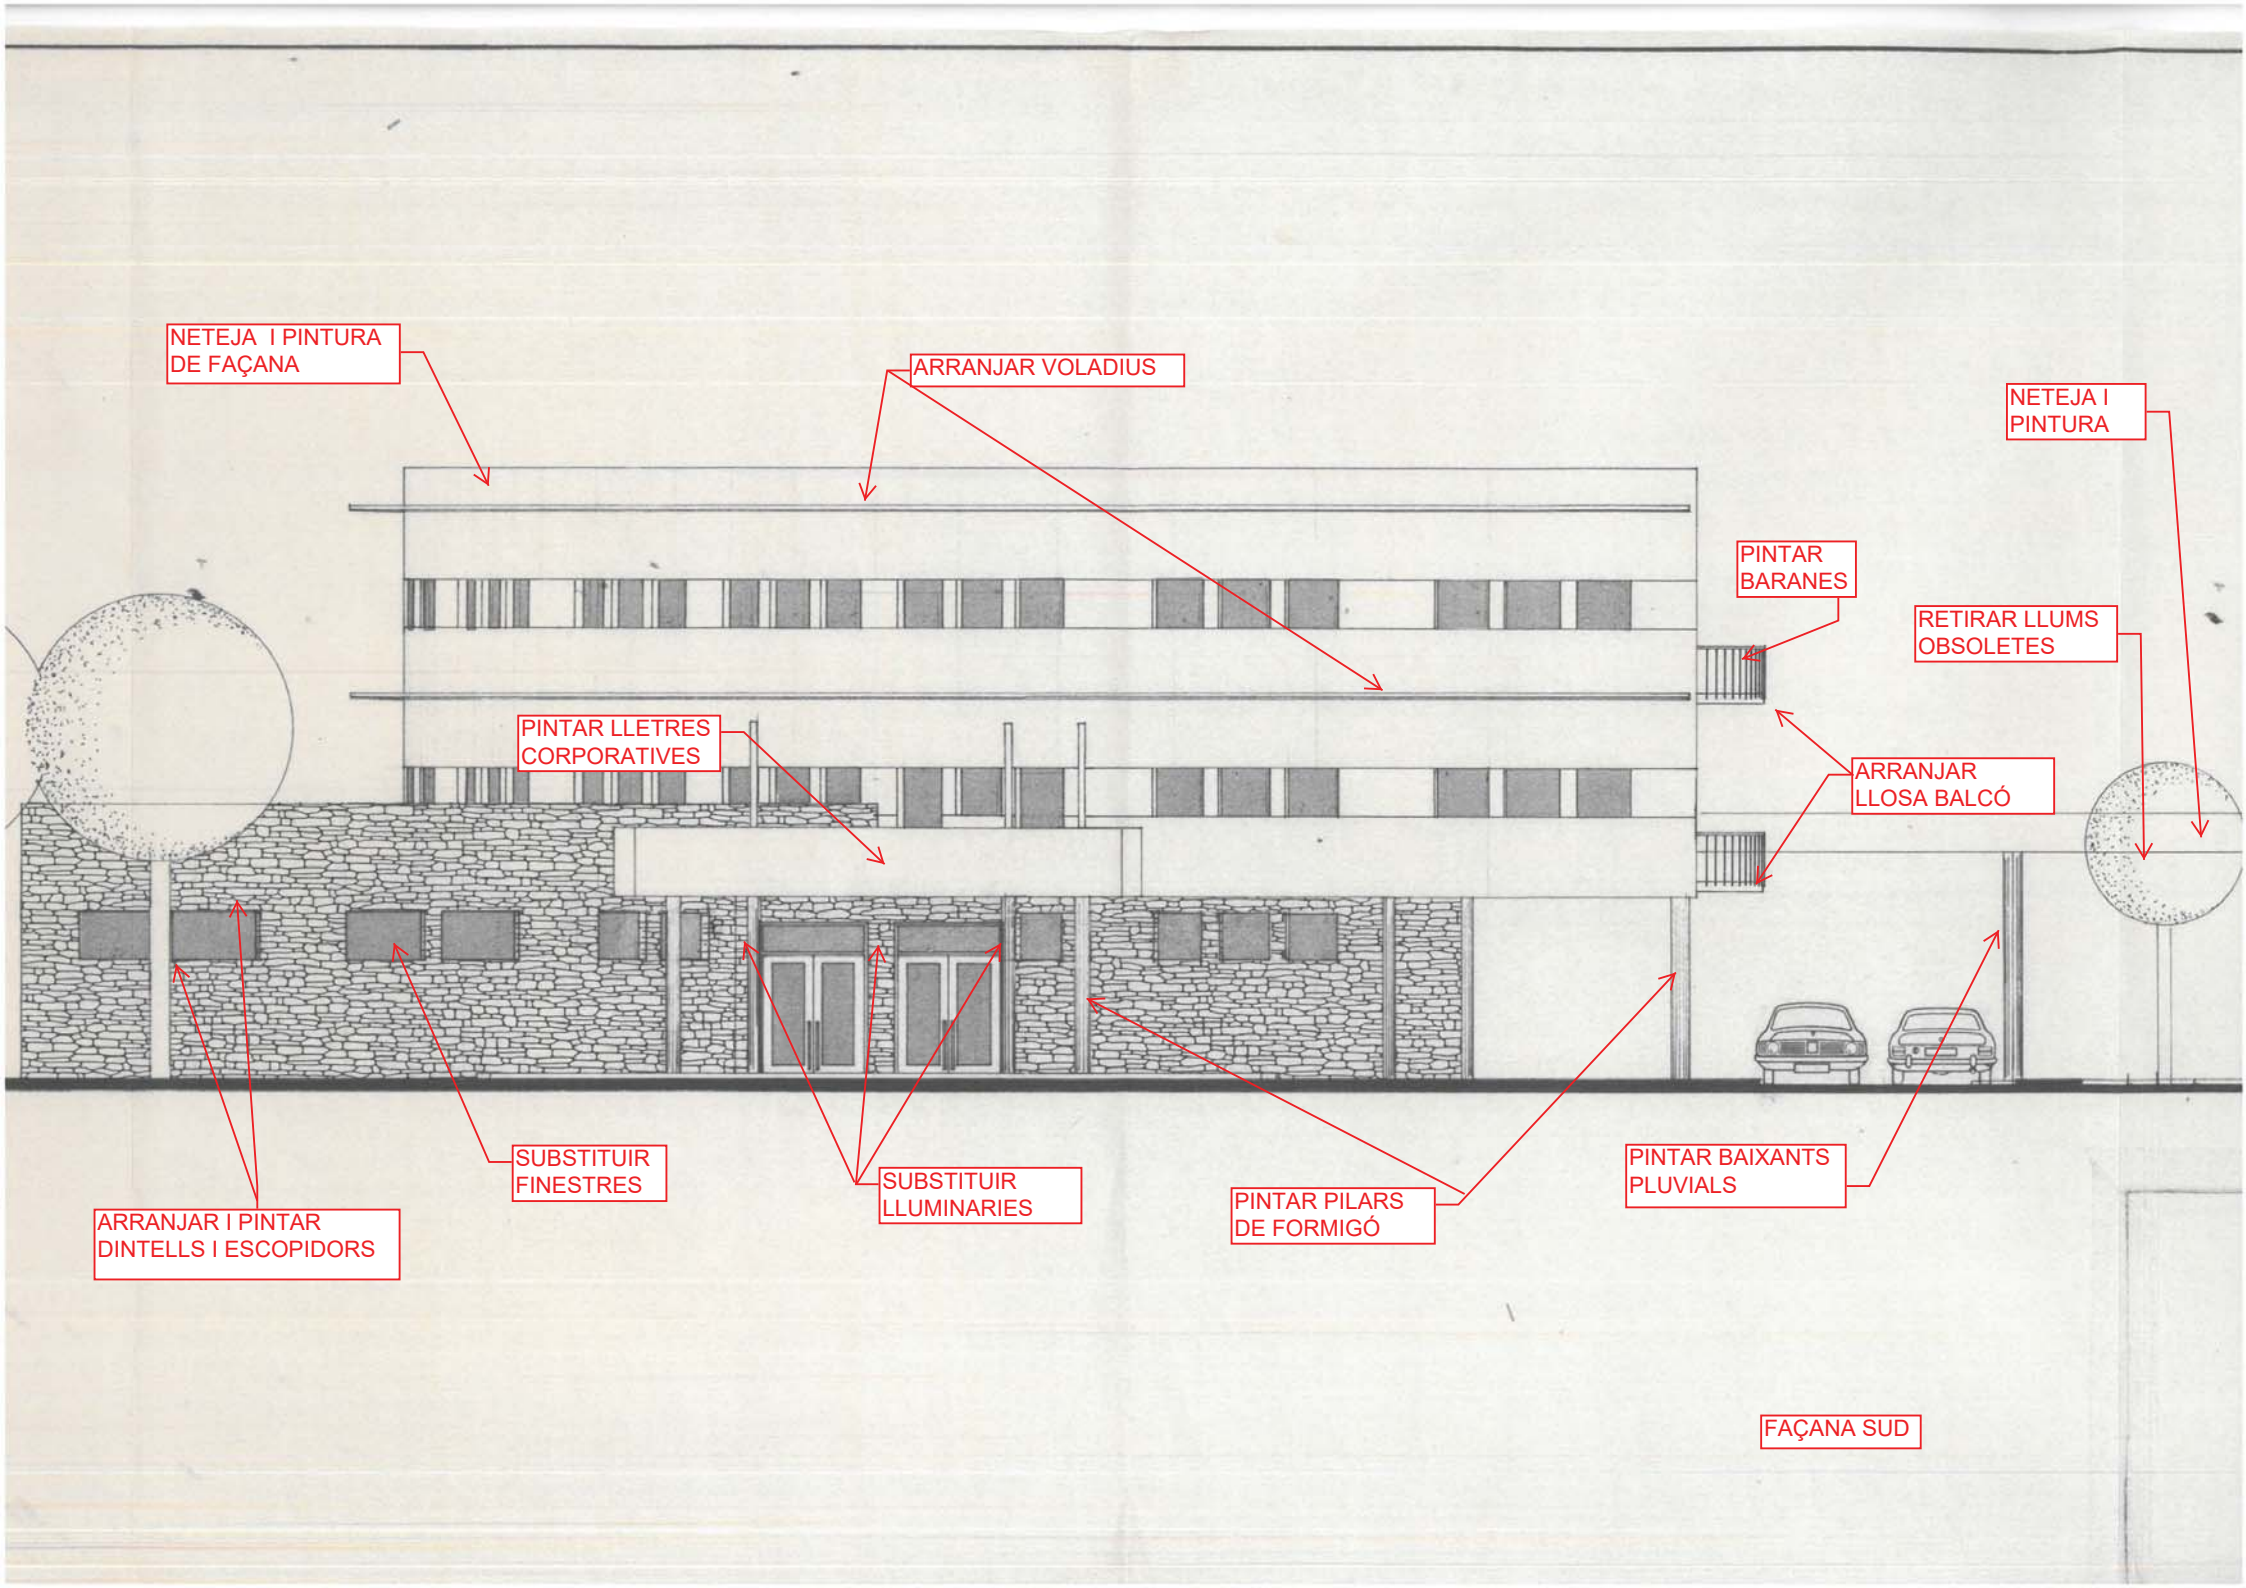 NETEJA I PINTURA
DE FAÇANA
ARRANJAR VOLADIUS
NETEJA I
PINTURA
PINTAR
BARANES
RETIRAR LLUMS
OBSOLETES
PINTAR LLETRES
CORPORATIVES
ARRANJAR
LLOSA BALCÓ
SUBSTITUIR
FINESTRES
SUBSTITUIR
LLUMINARIES
PINTAR BAIXANTS
PLUVIALS
PINTAR PILARS
DE FORMIGÓ
ARRANJAR I PINTAR
DINTELLS I ESCOPIDORS
FAÇANA SUD